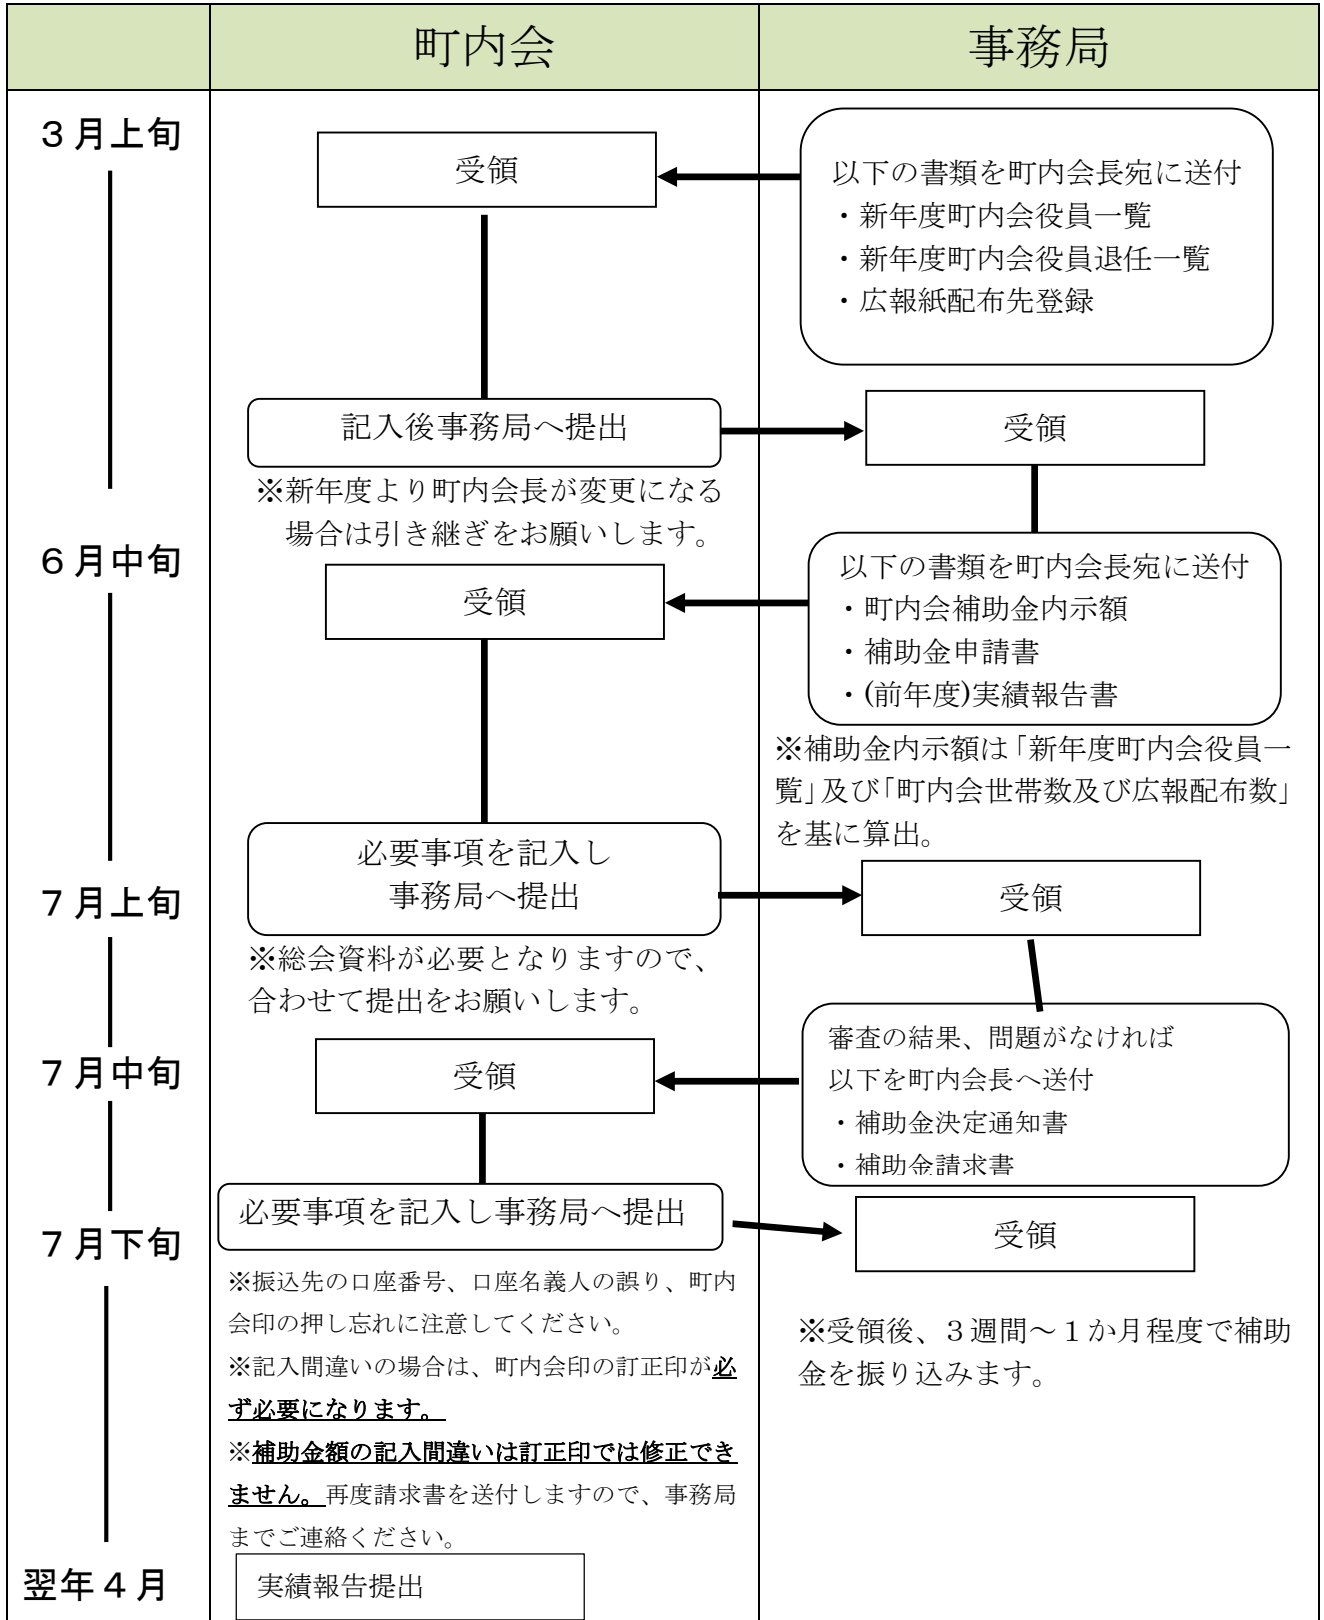 町内会
事務局
３月上旬
受領
以下の書類を町内会長宛に送付
・新年度町内会役員一覧
・新年度町内会役員退任一覧
・広報紙配布先登録
記入後事務局へ提出
受領
※新年度より町内会長が変更になる
場合は引き継ぎをお願いします。
６月中旬
受領
以下の書類を町内会長宛に送付
・町内会補助金内示額
・補助金申請書
・(前年度)実績報告書
※補助金内示額は「新年度町内会役員一
覧」及び「町内会世帯数及び広報配布数」
を基に算出。
必要事項を記入し
事務局へ提出
７月上旬
受領
※総会資料が必要となりますので、
合わせて提出をお願いします。
７月中旬
受領
審査の結果、問題がなければ
以下を町内会長へ送付
・補助金決定通知書
・補助金請求書
必要事項を記入し事務局へ提出
７月下旬
受領
※振込先の口座番号、口座名義人の誤り、町内
会印の押し忘れに注意してください。
※記入間違いの場合は、町内会印の訂正印が必
ず必要になります。
※補助金額の記入間違いは訂正印では修正でき
ません。再度請求書を送付しますので、事務局
までご連絡ください。
※受領後、３週間～１か月程度で補助
金を振り込みます。
翌年４月
実績報告提出